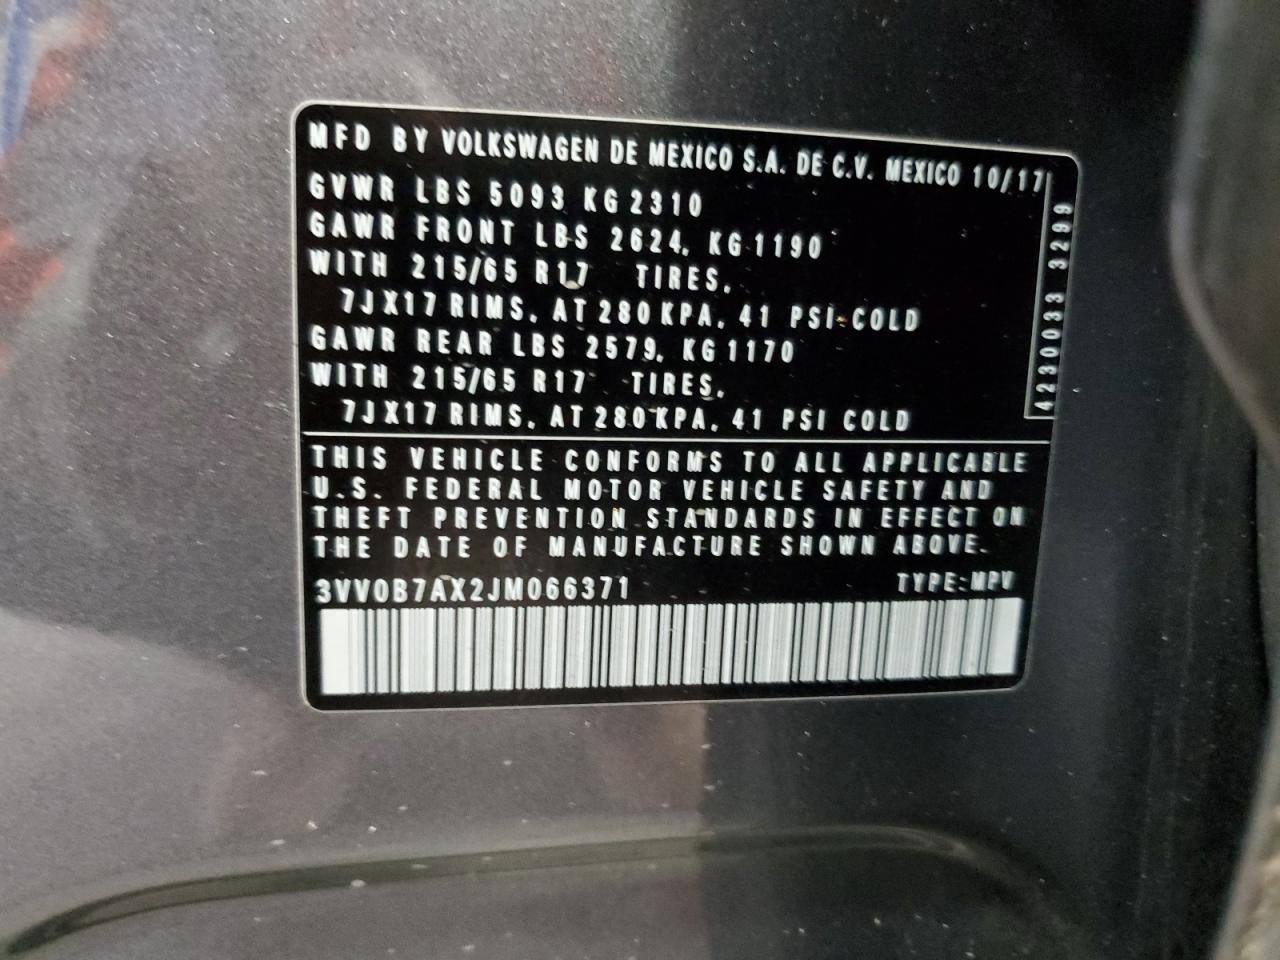 MFD BY VOLKSWAGEN DE MEXICO S.A. DE C.V. MEXICO 10/17
GVWR LBS 5093 KG 2310
GAWR FRONT LBS 2624, KG 1190
WITH 215/65 R17 TIRES,
7JX17 RIMS, AT 280 KPA, 41 PSI COLD
GAWR REAR LBS 2579, KG 1170
WITH 215/65 R17 TIRES,
7JX17 RIMS, AT 280 KPA, 41 PSI COLD
4230033 3299
THIS VEHICLE CONFORMS TO ALL APPLICABLE
U.S. FEDERAL MOTOR VEHICLE SAFETY AND
THEFT PREVENTION STANDARDS IN EFFECT ON
THE DATE OF MANUFACTURE SHOWN ABOVE.
3VV0B7AX2JM066371 TYPE:MPV